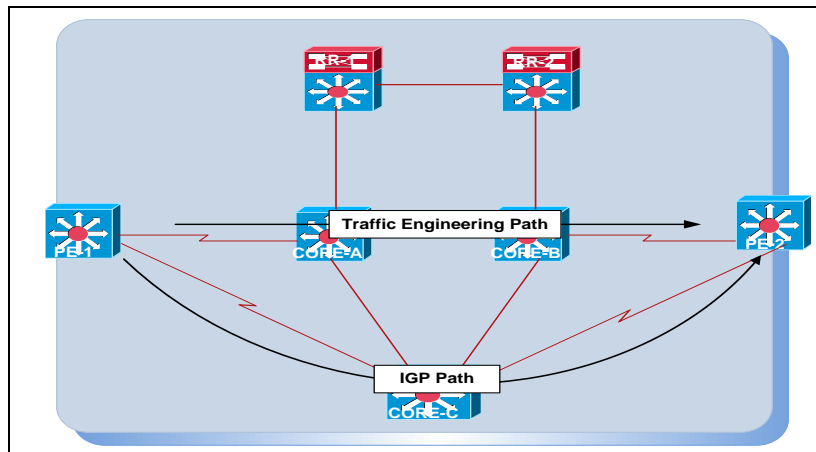 RR-1
RR-2
Traffic Engineering Path
PE-1
CORE-A
CORE-B
PE-2
IGP Path
CORE-C